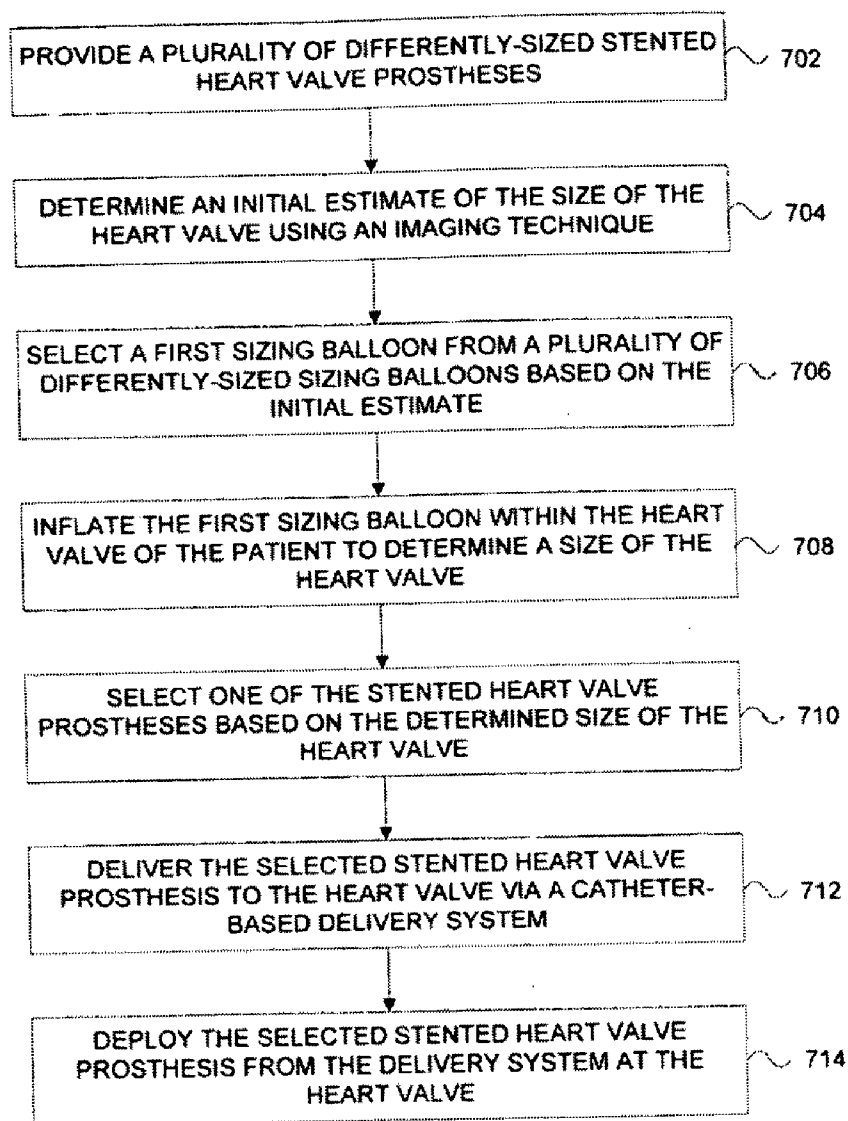 PROVIDE A PLURALITY OF DIFFERENTLY-SIZED STENTED
HEART VALVE PROSTHESES
702
DETERMINE AN INITIAL ESTIMATE OF THE SIZE OF THE
HEART VALVE USING AN IMAGING TECHNIQUE
704
SELECT A FIRST SIZING BALLOON FROM A PLURALITY OF
DIFFERENTLY-SIZED SIZING BALLOONS BASED ON THE
INITIAL ESTIMATE
706
INFLATE THE FIRST SIZING BALLOON WITHIN THE HEART
VALVE OF THE PATIENT TO DETERMINE A SIZE OF THE
HEART VALVE
708
SELECT ONE OF THE STENTED HEART VALVE
PROSTHESES BASED ON THE DETERMINED SIZE OF THE
HEART VALVE
710
DELIVER THE SELECTED STENTED HEART VALVE
PROSTHESIS TO THE HEART VALVE VIA A CATHETER-
BASED DELIVERY SYSTEM
712
DEPLOY THE SELECTED STENTED HEART VALVE
PROSTHESIS FROM THE DELIVERY SYSTEM AT THE
HEART VALVE
714